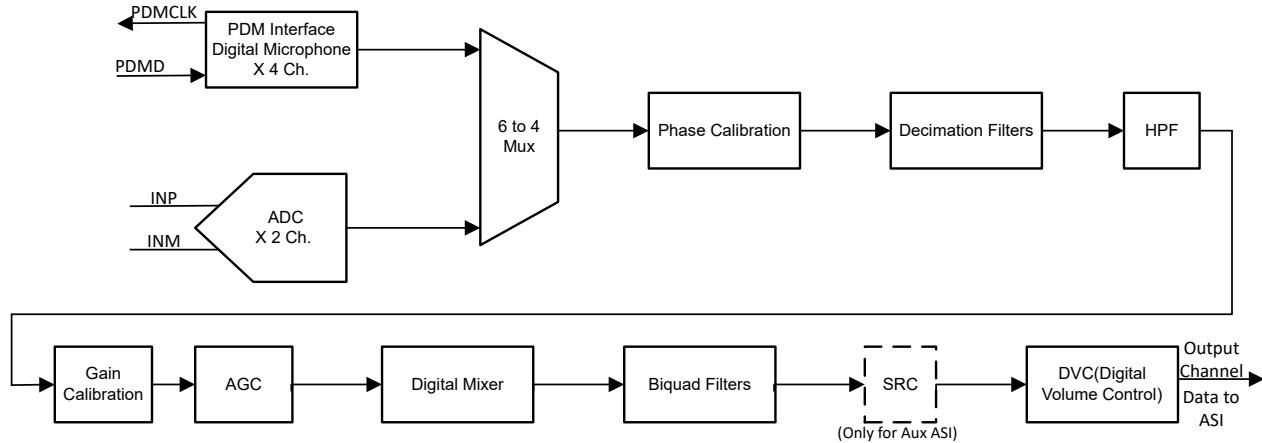 PDMCLK
PDMD
PDM Interface
Digital Microphone
X 4 Ch.
INP
INM
ADC
X 2 Ch.
6 to 4
Mux
Phase Calibration
Decimation Filters
HPF
Gain
Calibration
AGC
Digital Mixer
Biquad Filters
SRC
(Only for Aux ASI)
DVC(Digital
Volume Control)
Output
Channel
Data to
ASI